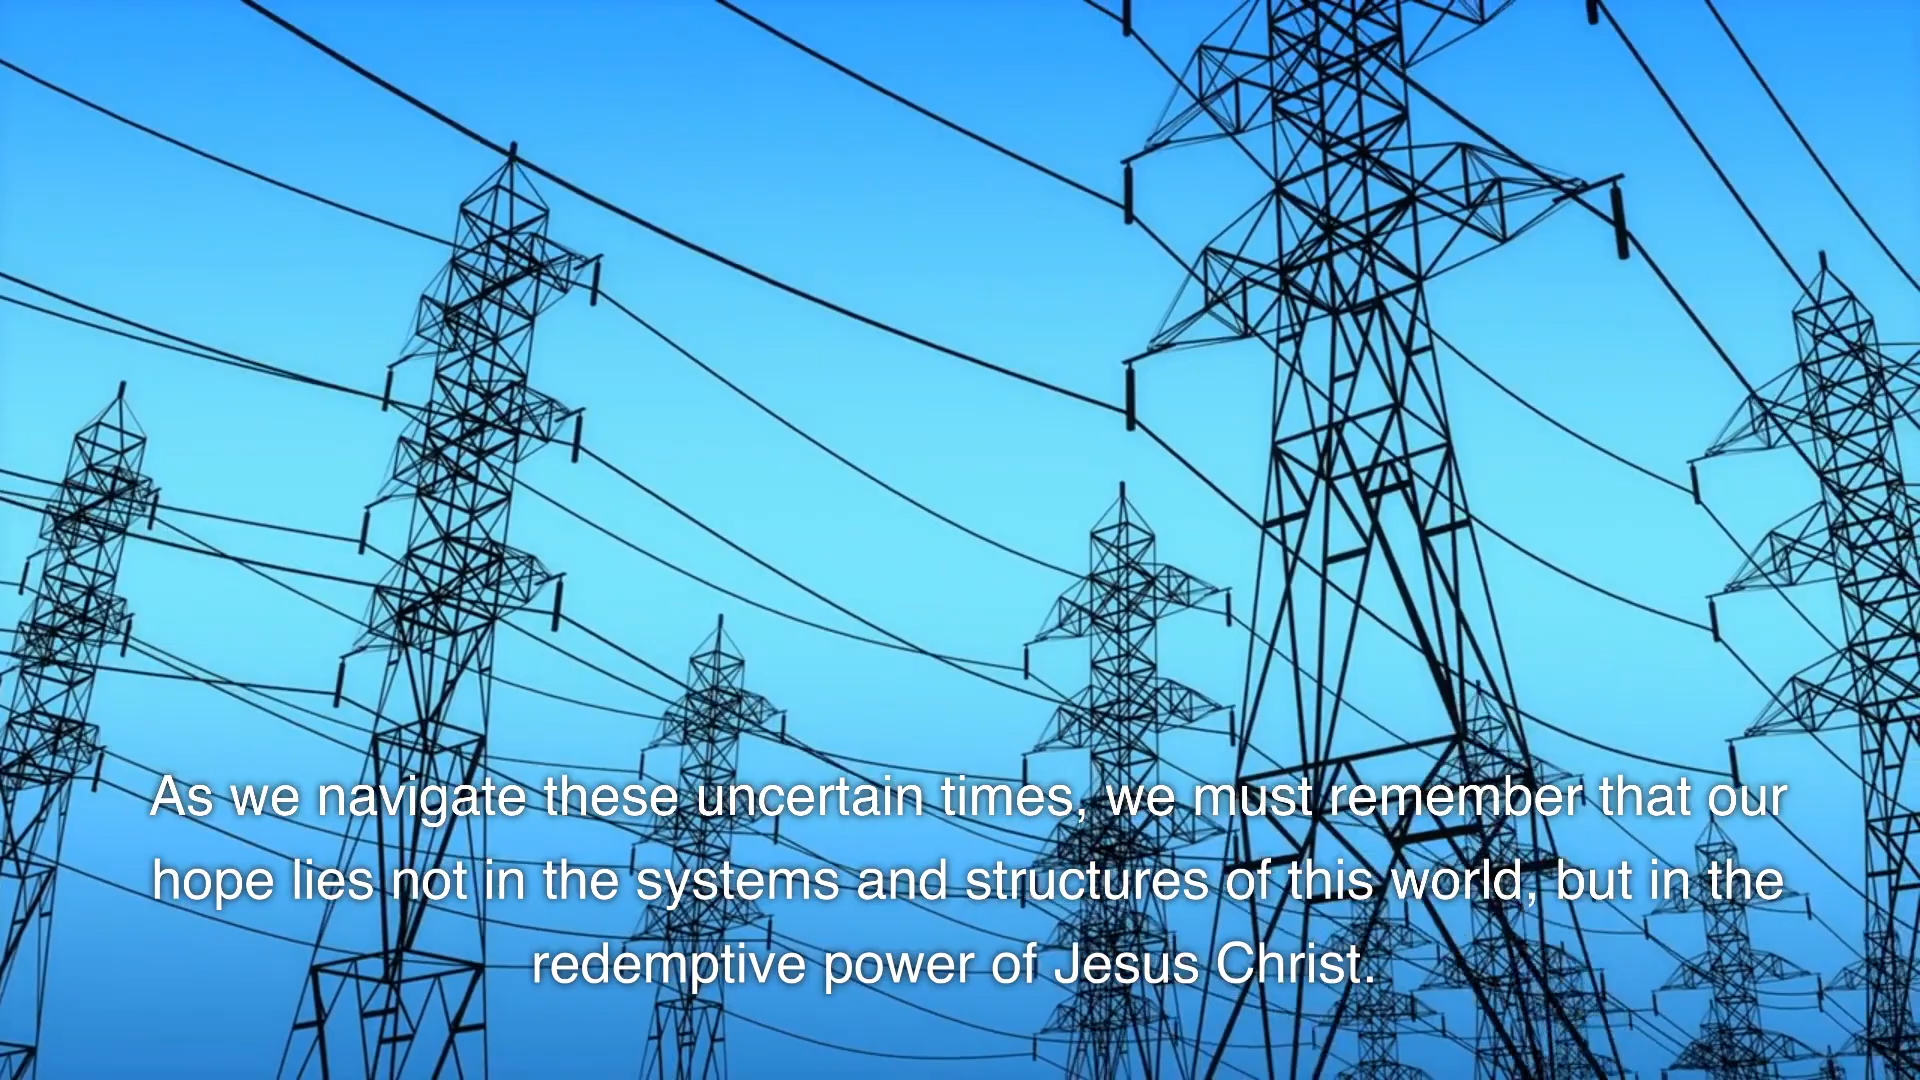 As we navigate these uncertain times, we must remember that our
hope lies not in the systems and structures of this world, but in the
redemptive power of Jesus Christ.